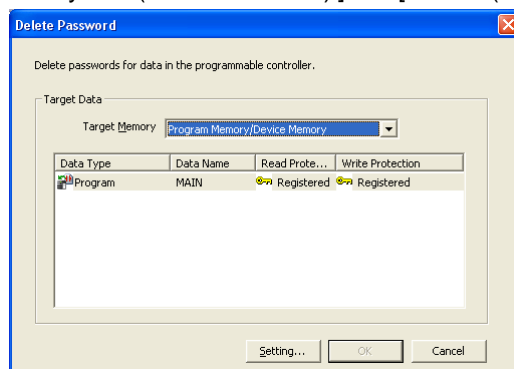 Delete Password
Delete passwords for data in the programmable controller.
Target Data
Target Memory Program Memory/Device Memory
Data Type Data Name Read Prote... Write Protection
Program MAIN Registered Registered
Setting... OK Cancel